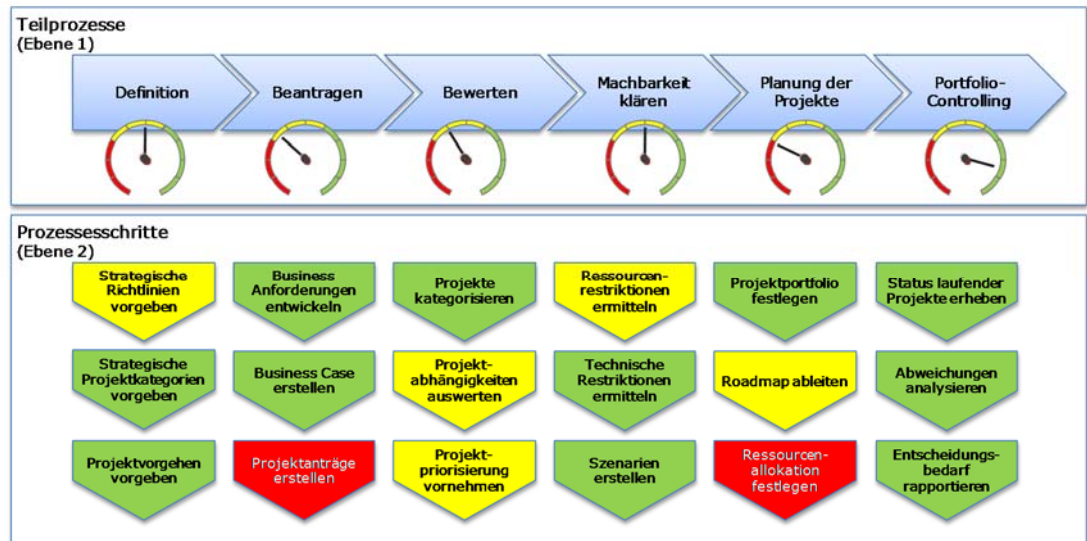 Teilprozesse
(Ebene 1)
Definition
Beantragen
Bewerten
Machbarkeit
klären
Planung der
Projekte
Portfolio-
Controlling
Prozessesschritte
(Ebene 2)
Strategische
Richtlinien
vorgeben
Business
Anforderungen
entwickeln
Projekte
kategorisieren
Ressourcen-
restriktionen
ermitteln
Projektportfolio
festlegen
Status laufender
Projekte erheben
Strategische
Projektkategorien
vorgeben
Business Case
erstellen
Projekt-
abhängigkeiten
auswerten
Technische
Restriktionen
ermitteln
Roadmap ableiten
Abweichungen
analysieren
Projektvorgehen
vorgeben
Projektanträge
erstellen
Projekt-
priorisierung
vornehmen
Szenarien
erstellen
Ressourcen-
allokation
festlegen
Entscheidungs-
bedarf
rapportieren